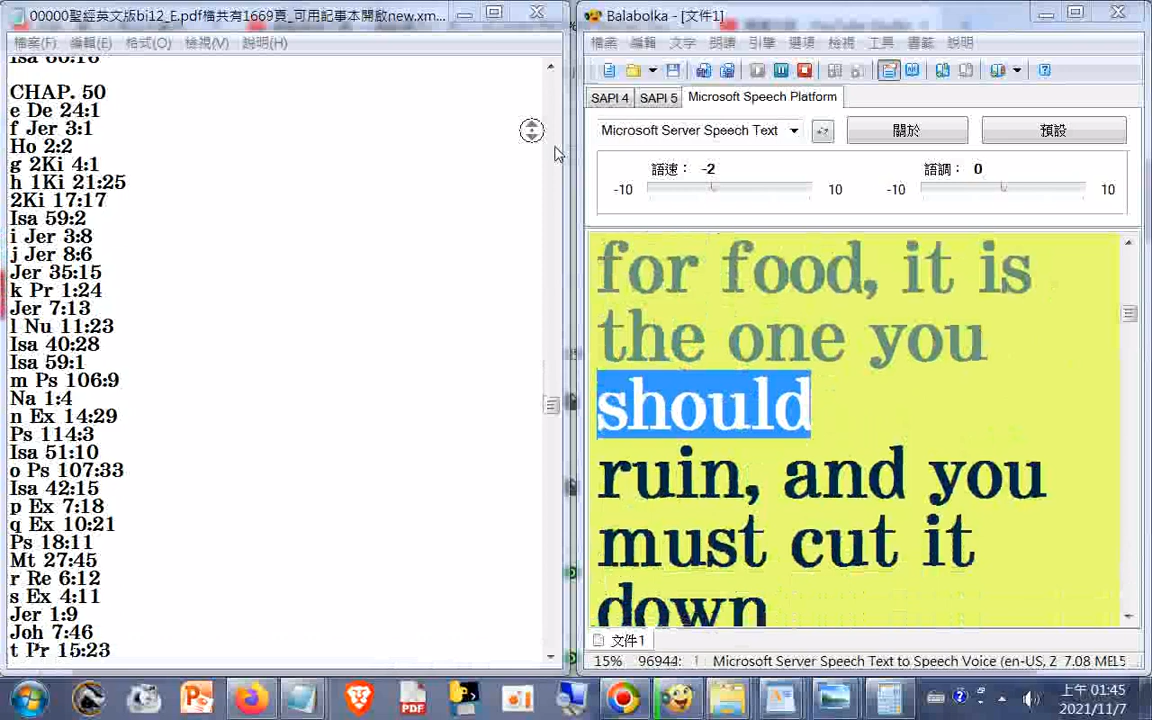 00000聖經英文版bi12_E.pdf檔共有1669頁_可用記事本開啟new.xm...
檔案(F) 編輯(E) 格式(O) 檢視(V) 說明(H)
Isa 60:16
CHAP. 50
e De 24:1
f Jer 3:1
Ho 2:2
g 2Ki 4:1
h 1Ki 21:25
2Ki 17:17
Isa 59:2
i Jer 3:8
j Jer 8:6
Jer 35:15
k Pr 1:24
Jer 7:13
l Nu 11:23
Isa 40:28
Isa 59:1
m Ps 106:9
Na 1:4
n Ex 14:29
Ps 114:3
Isa 51:10
o Ps 107:33
Isa 42:15
p Ex 7:18
q Ex 10:21
Ps 18:11
Mt 27:45
r Re 6:12
s Re 4:11
Jer 1:9
Joh 7:46
t Pr 15:23
Balabolka - [文件1]
檔案 編輯 文字 朗讀 引擎 選項 檢視 工具 書籤 說明
SAPI 4 SAPI 5 Microsoft Speech Platform
Microsoft Server Speech Text 關於 預設
語速： -2 語調： 0
-10 10 -10 10
for food, it is
the one you
should
ruin, and you
must cut it
down
文件1
15% 96944: Microsoft Server Speech Text to Speech Voice (en-US, 2 7.08 МБ
PDF
上午 01:45
2021/11/7